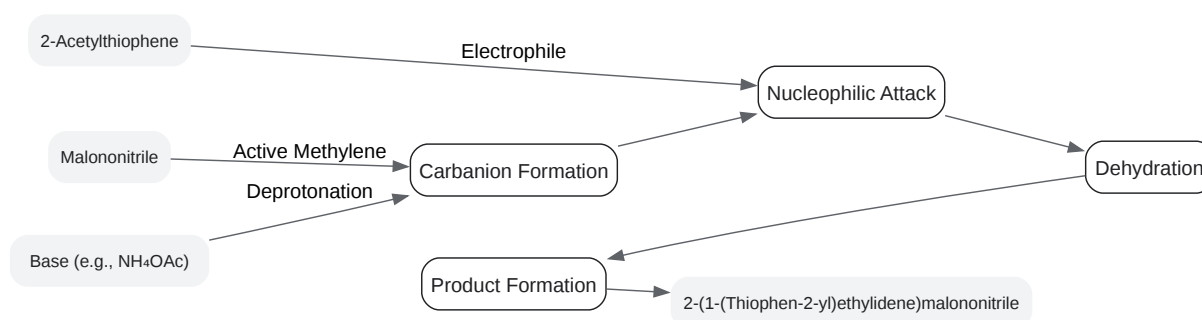 2-Acetylthiophene
Electrophile
Nucleophilic Attack
Malononitrile
Active Methylene
Carbanion Formation
Dehydration
Deprotonation
Base (e.g., NH₄OAc)
Product Formation
2-(1-(Thiophen-2-yl)ethylidene)malononitrile